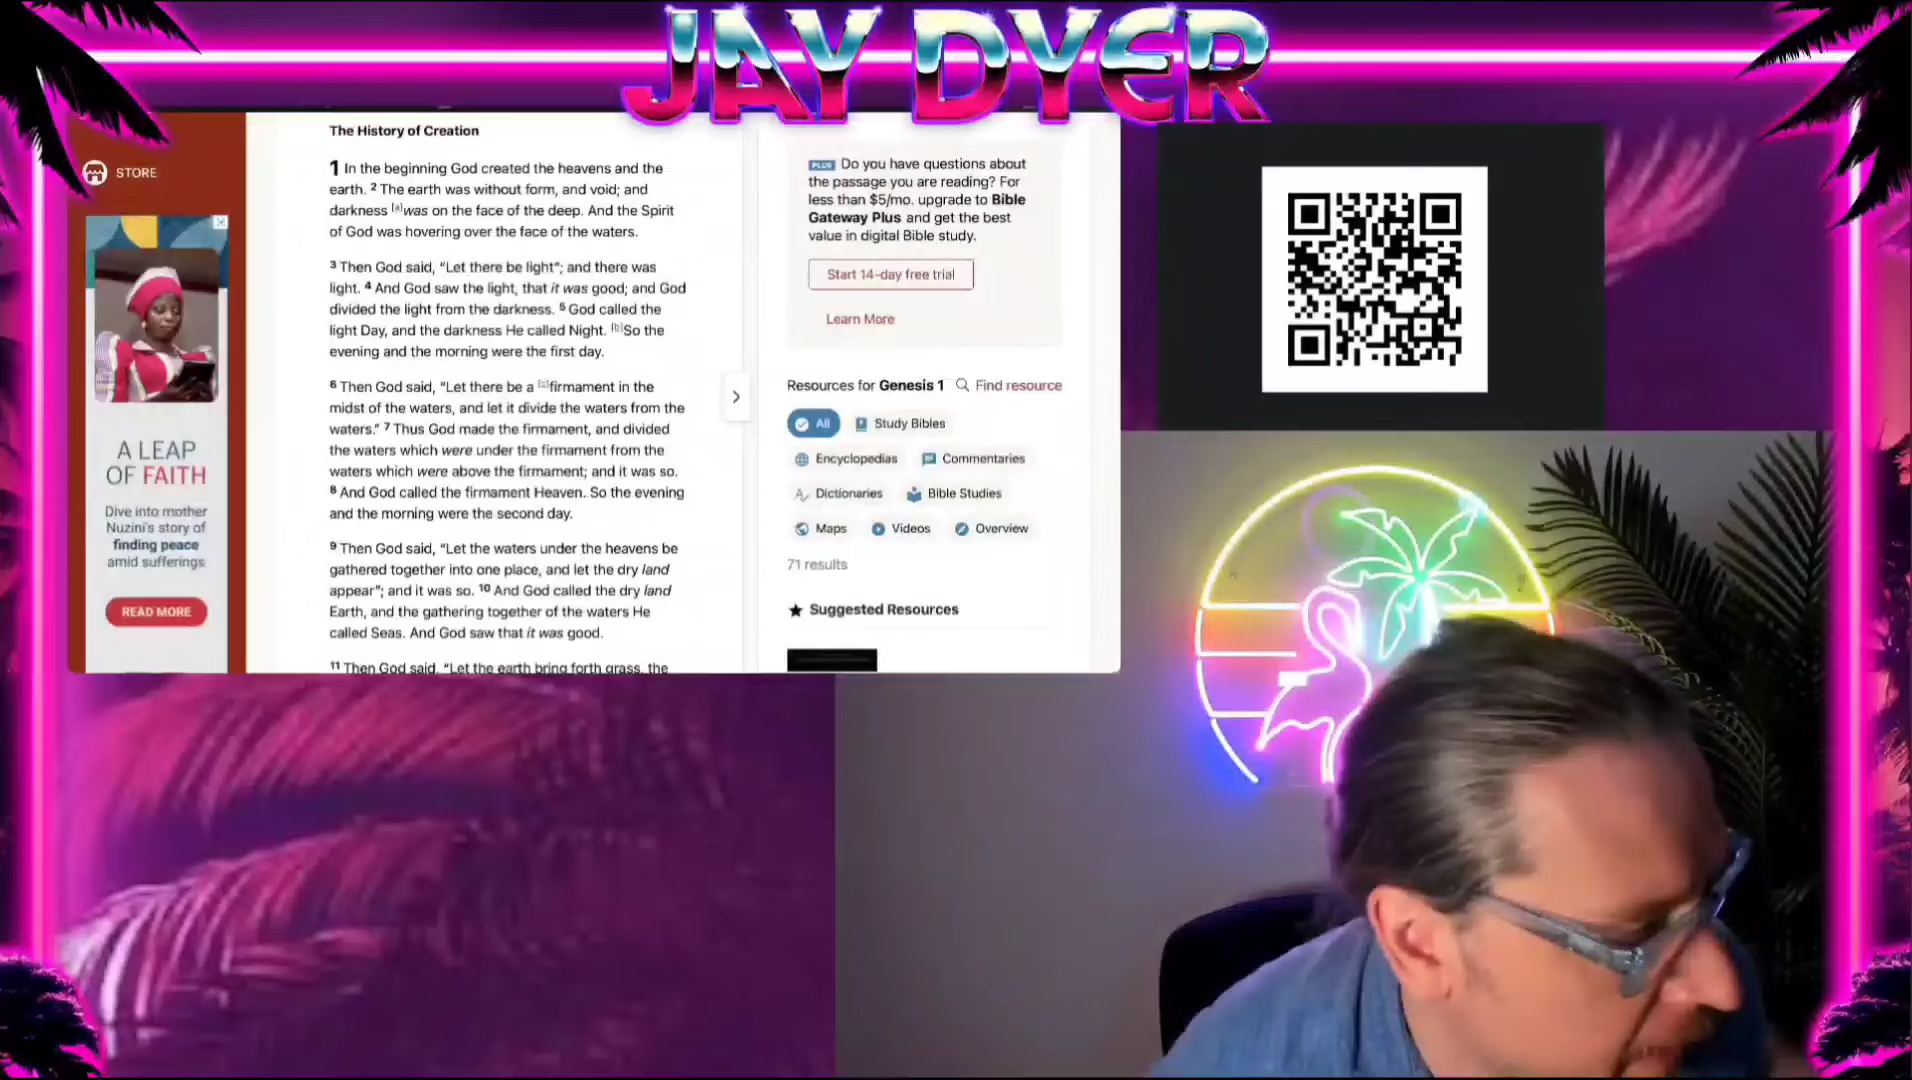 JAY DYER
STORE
A LEAP
OF FAITH
Dive into mother
Nuzini's story of
finding peace
amid sufferings
READ MORE
The History of Creation
1 In the beginning God created the heavens and the
earth. 2 The earth was without form, and void; and
darkness [a]was on the face of the deep. And the Spirit
of God was hovering over the face of the waters.
3 Then God said, “Let there be light”; and there was
light. 4 And God saw the light, that it was good; and God
divided the light from the darkness. 5 God called the
light Day, and the darkness He called Night. [b]So the
evening and the morning were the first day.
6 Then God said, “Let there be a [c]firmament in the
midst of the waters, and let it divide the waters from the
waters.” 7 Thus God made the firmament, and divided
the waters which were under the firmament from the
waters which were above the firmament; and it was so.
8 And God called the firmament Heaven. So the evening
and the morning were the second day.
9 Then God said, “Let the waters under the heavens be
gathered together into one place, and let the dry land
appear”; and it was so. 10 And God called the dry land
Earth, and the gathering together of the waters He
called Seas. And God saw that it was good.
11 Then God said, “Let the earth bring forth grass, the
PLUS Do you have questions about
the passage you are reading? For
less than $5/mo. upgrade to Bible
Gateway Plus and get the best
value in digital Bible study.
Start 14-day free trial
Learn More
Resources for Genesis 1 Find resource
All Study Bibles
Encyclopedias Commentaries
Dictionaries Bible Studies
Maps Videos Overview
71 results
Suggested Resources